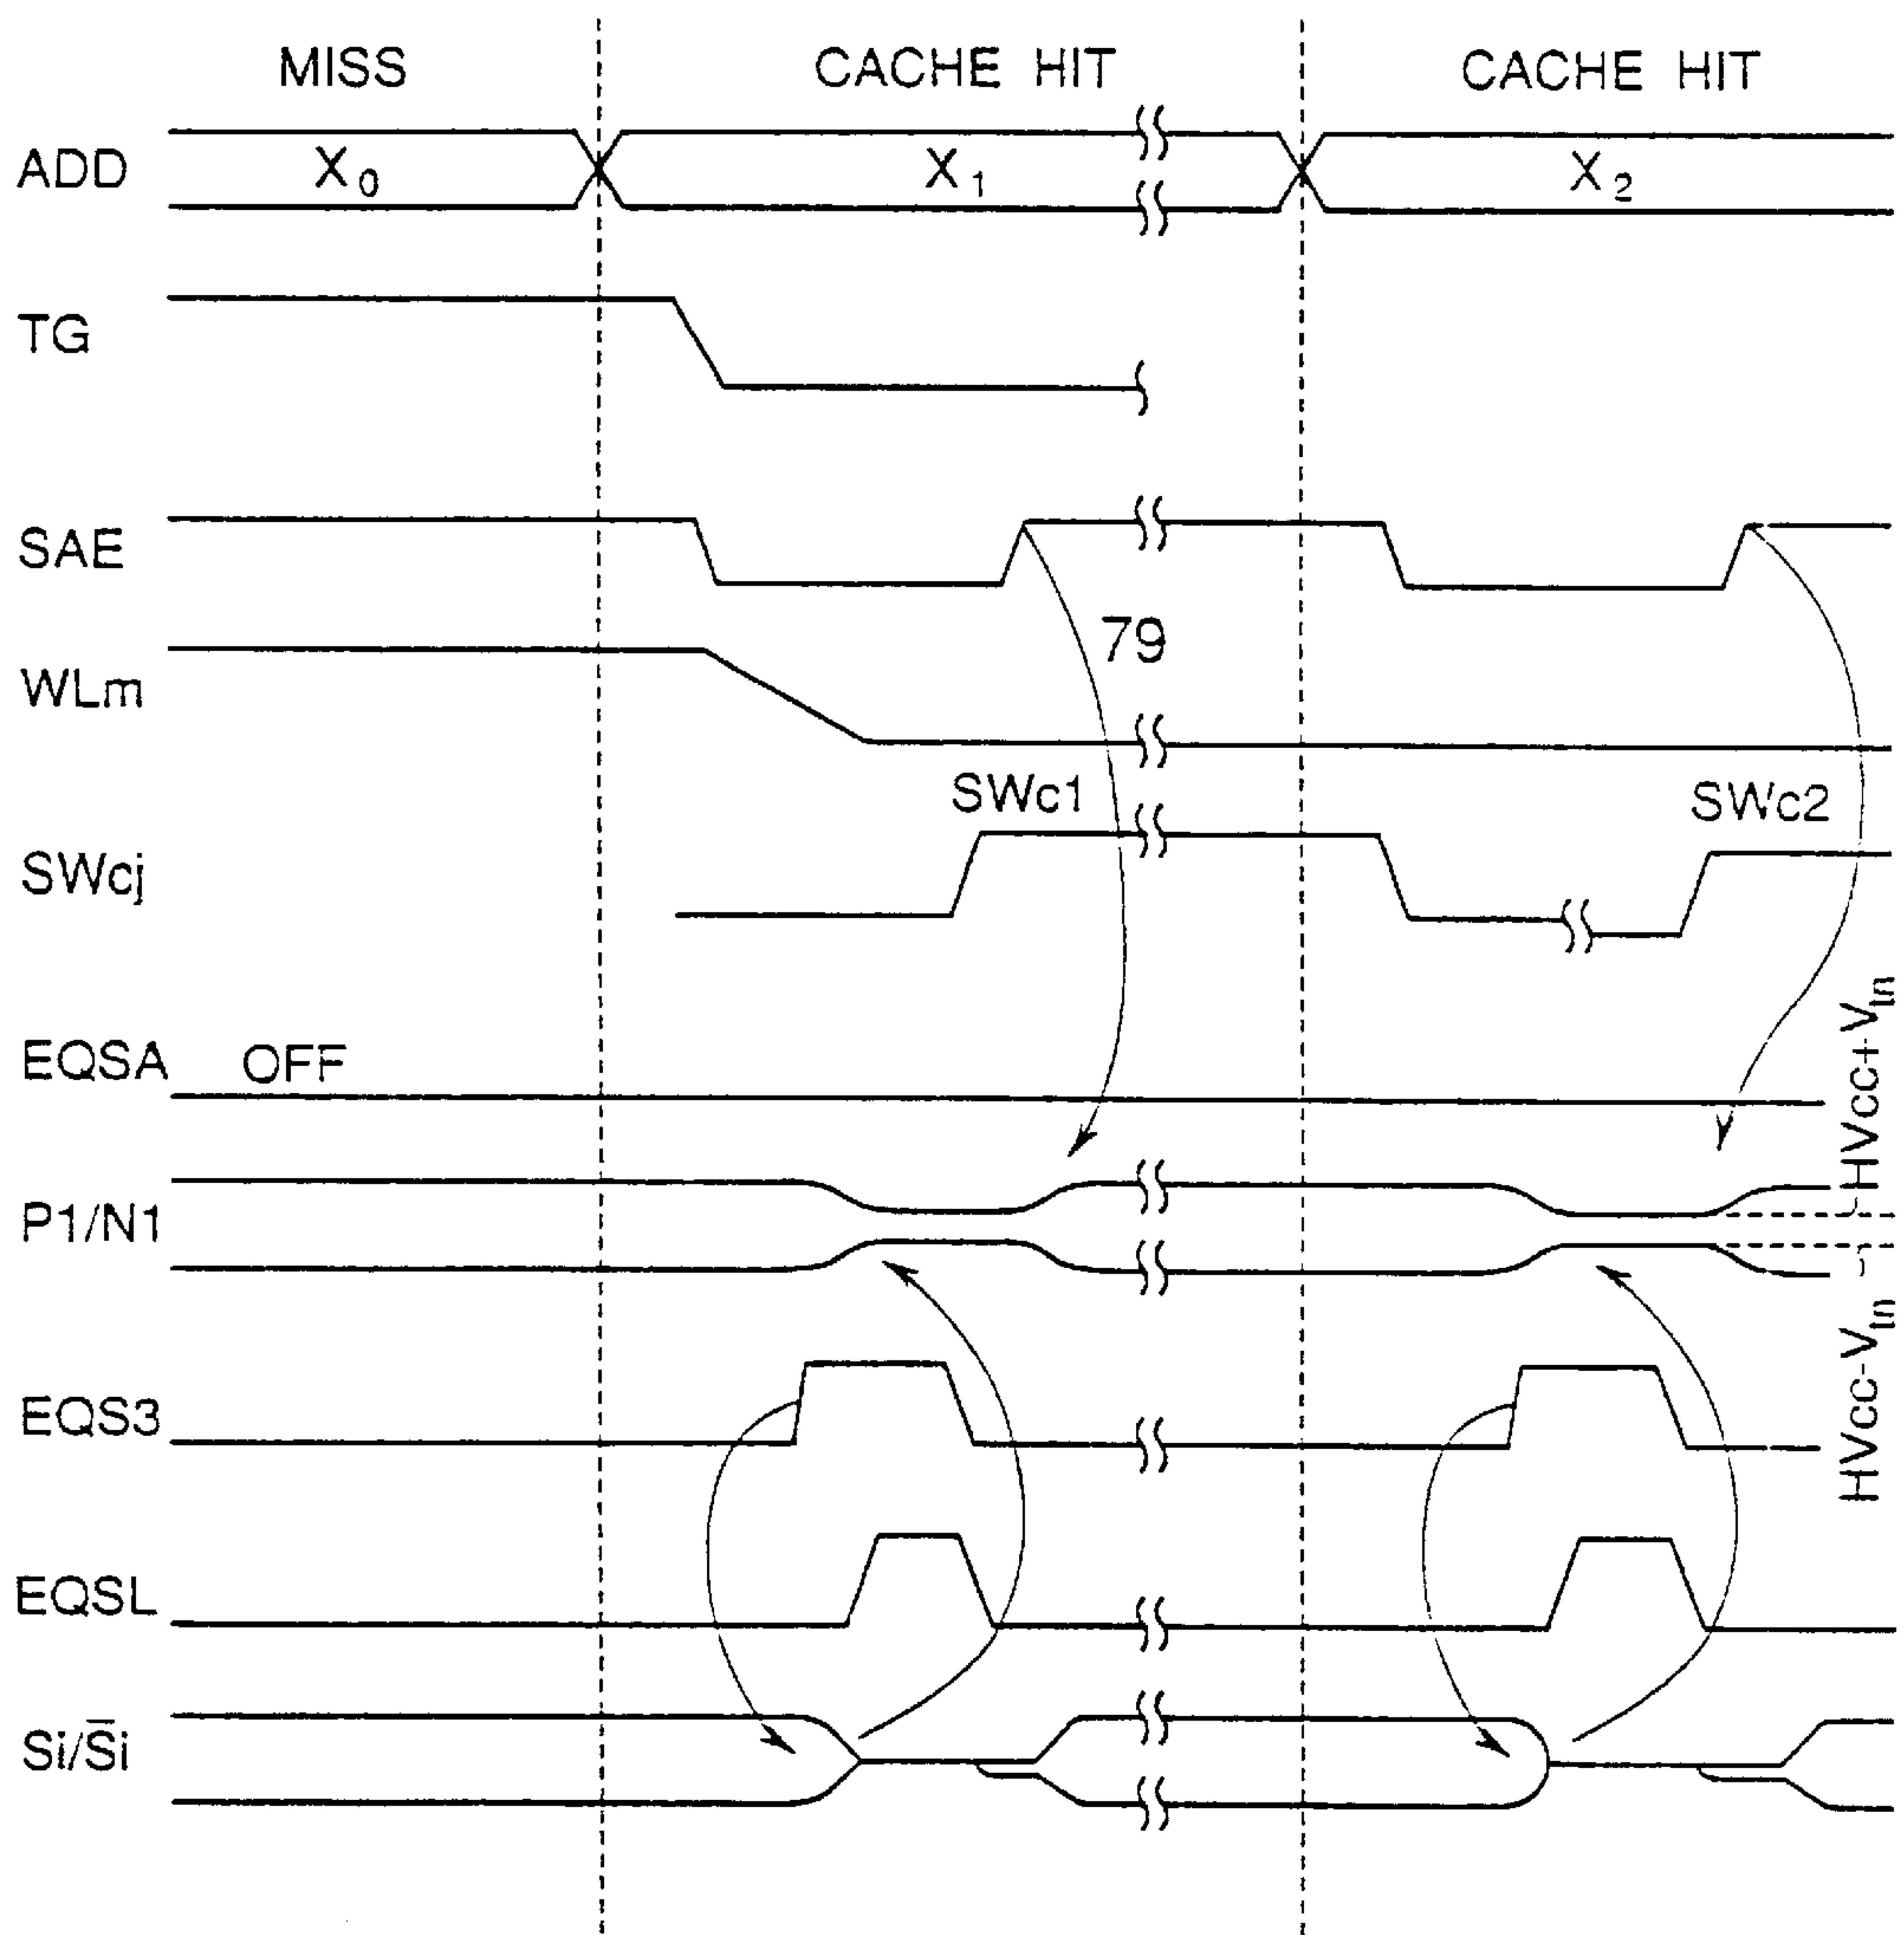 MISS CACHE HIT CACHE HIT
ADD X₀ X₁ X₂
TG
SAE
79
WLm
SWc1 SWc2
SWcj
EQSA OFF
HVcc+Vtn
P1/N1
HVcc-Vtn
EQS3
EQSL
Si/S̅i